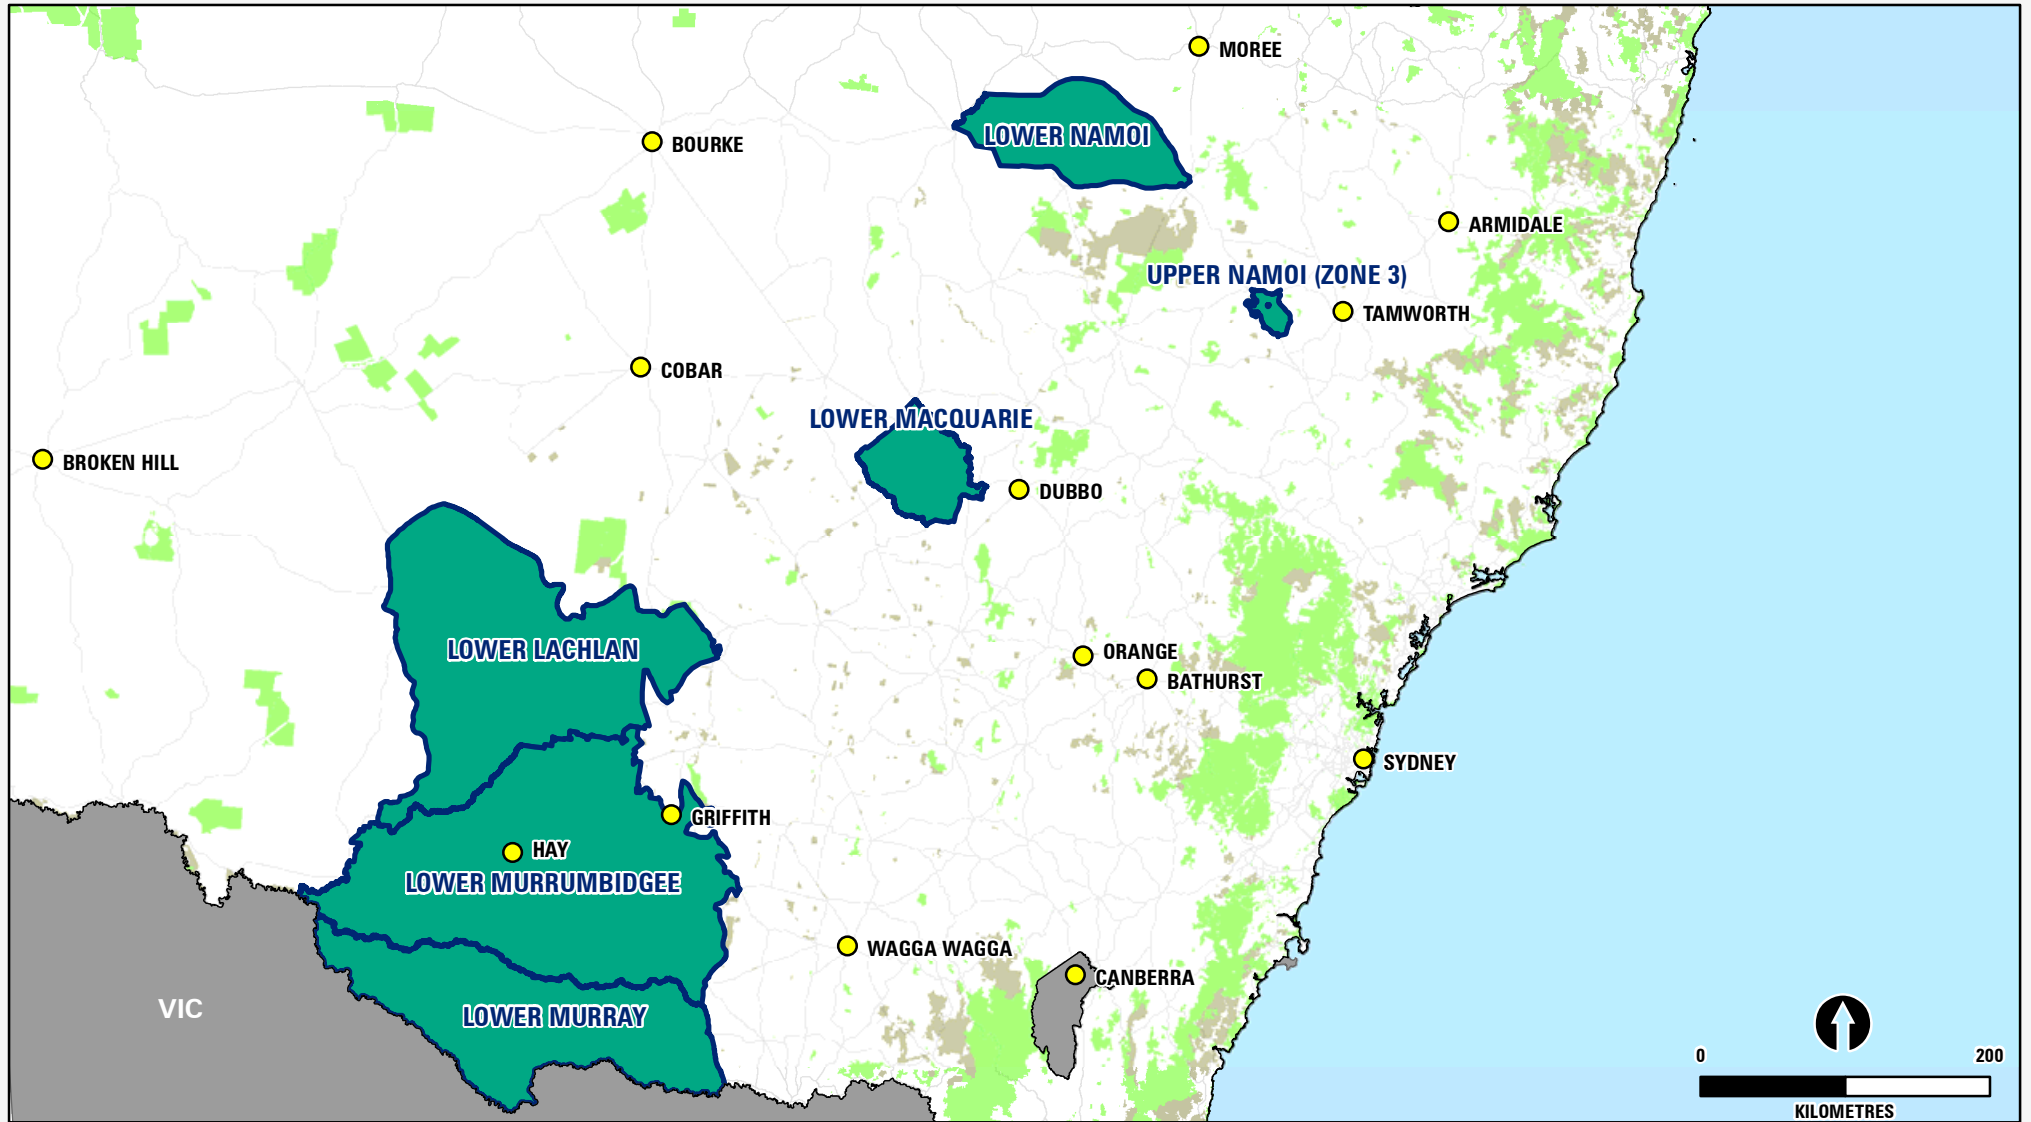 MOREE
LOWER NAMOI
BOURKE
ARMIDALE
UPPER NAMOI (ZONE 3)
TAMWORTH
COBAR
LOWER MACQUARIE
BROKEN HILL
DUBBO
LOWER LACHLAN
ORANGE
BATHURST
SYDNEY
GRIFFITH
HAY
LOWER MURRUMBIDGEE
WAGGA WAGGA
CANBERRA
VIC
LOWER MURRAY
0 200
KILOMETRES